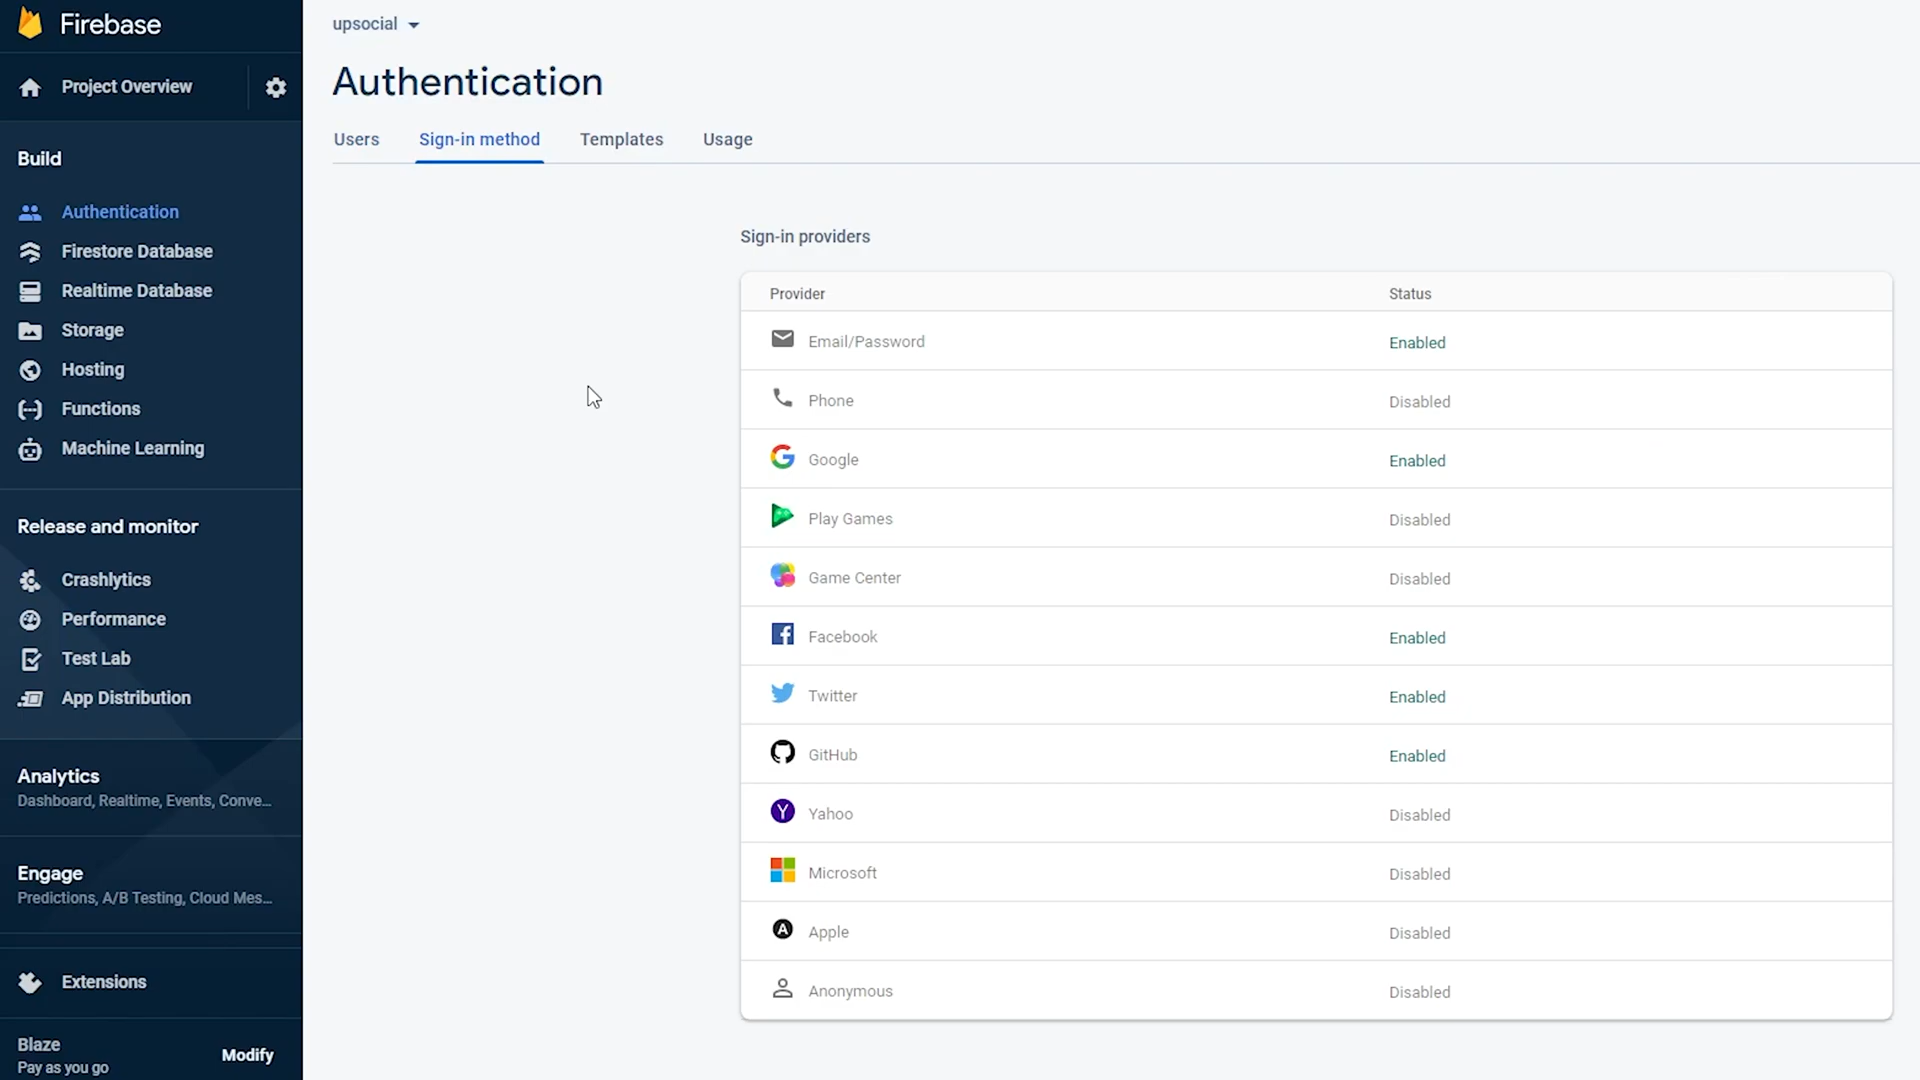 Firebase
Project Overview
Build
Authentication
Firestore Database
Realtime Database
Storage
Hosting
Functions
Machine Learning
Release and monitor
Crashlytics
Performance
Test Lab
App Distribution
Analytics
Dashboard, Realtime, Events, Conve...
Engage
Predictions, A/B Testing, Cloud Mes...
Extensions
Blaze
Pay as you go
Modify
upsocial
Authentication
Users Sign-in method Templates Usage
Sign-in providers
Provider Status
Email/Password Enabled
Phone Disabled
Google Enabled
Play Games Disabled
Game Center Disabled
Facebook Enabled
Twitter Enabled
GitHub Enabled
Yahoo Disabled
Microsoft Disabled
Apple Disabled
Anonymous Disabled